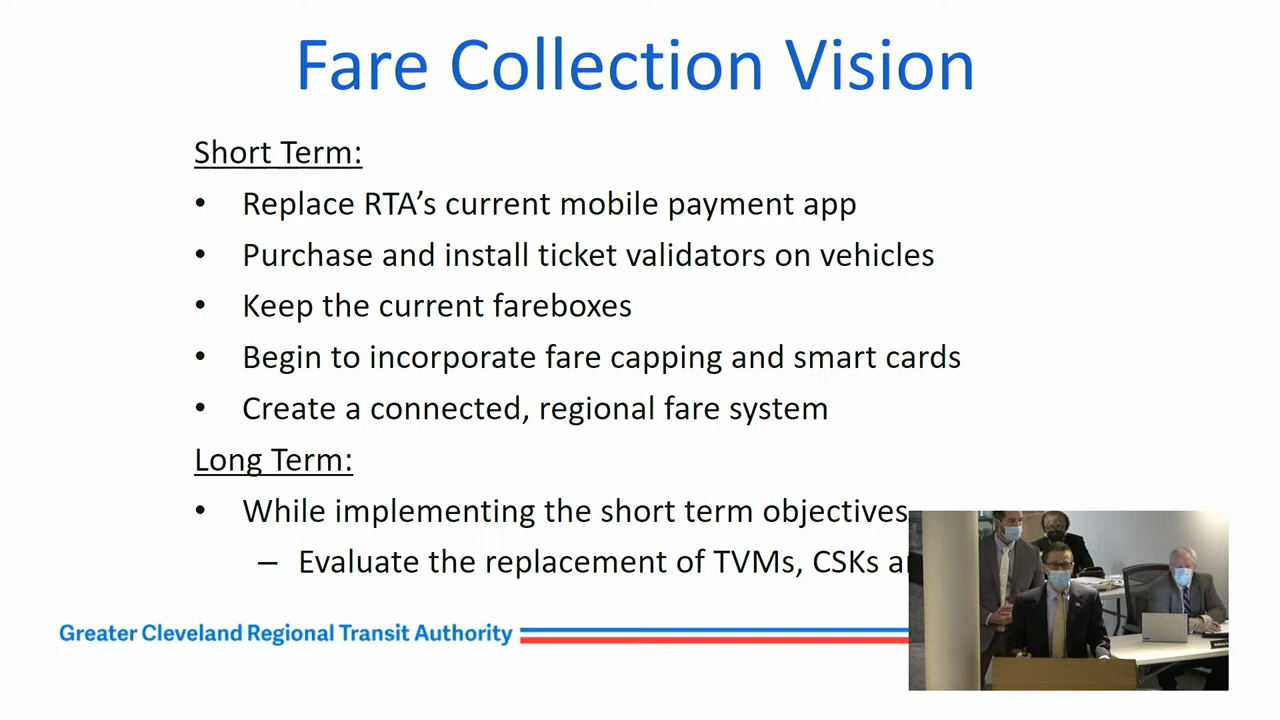 Fare Collection Vision
Short Term:
• Replace RTA's current mobile payment app
• Purchase and install ticket validators on vehicles
• Keep the current fareboxes
• Begin to incorporate fare capping and smart cards
• Create a connected, regional fare system
Long Term:
• While implementing the short term objectives
– Evaluate the replacement of TVMs, CSKs
Greater Cleveland Regional Transit Authority